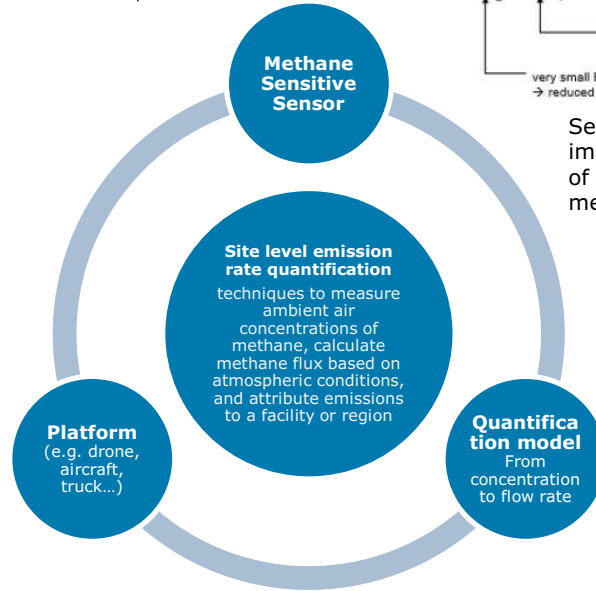 very small
→ reduced
Methane
Sensitive
Sensor
Se
im
of
me
Site level emission
rate quantification
techniques to measure
ambient air
concentrations of
methane, calculate
methane flux based on
atmospheric conditions,
and attribute emissions
to a facility or region
Platform
(e.g. drone,
aircraft,
truck...)
Quantifica
tion model
From
concentration
to flow rate